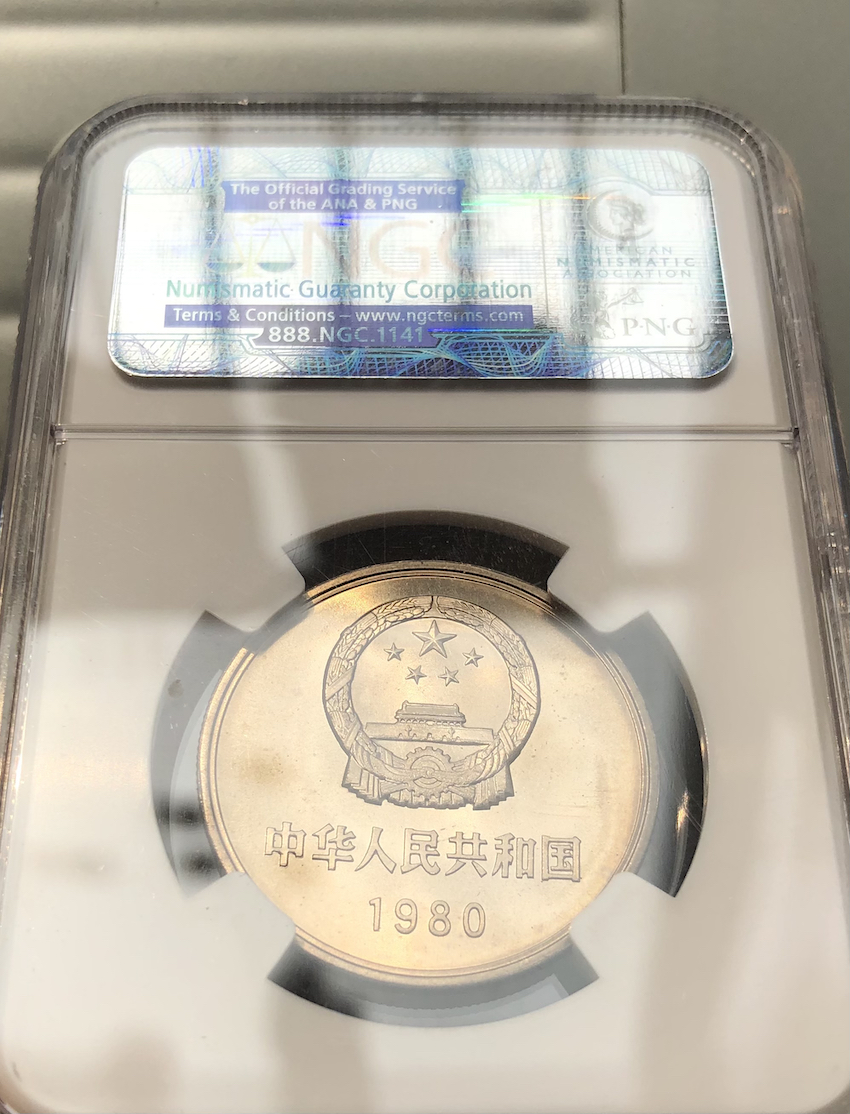 The Official Grading Service
of the ANA & PNG
NGC
Numismatic Guaranty Corporation
Terms & Conditions – www.ngcterms.com
888.NGC.1141
AMERICAN
NUMISMATIC
ASSOCIATION
P·N·G
中华人民共和国
1980